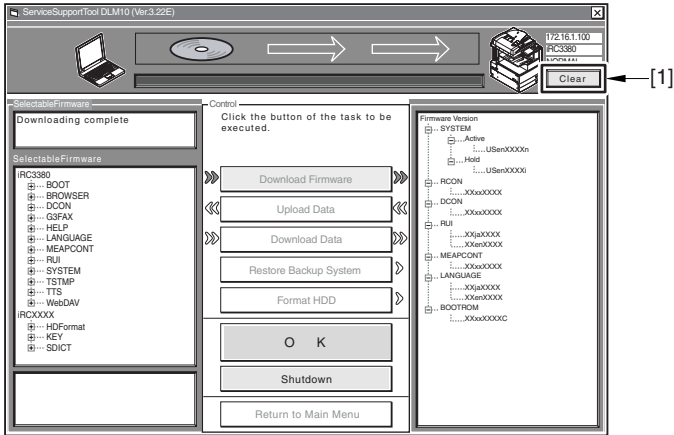 ServiceSupportTool DLM10 (Ver.3.22E)
172.16.1.100
iRC3380
NORMAL
Clear
[1]
SelectableFirmware
Downloading complete
SelectableFirmware
iRC3380
BOOT
BROWSER
DCON
G3FAX
HELP
LANGUAGE
MEAPCONT
RUI
SYSTEM
TSTMP
TTS
WebDAV
iRCXXXX
HDFormat
KEY
SDICT
Control
Click the button of the task to be
executed.
Download Firmware
Upload Data
Download Data
Restore Backup System
Format HDD
O K
Shutdown
Return to Main Menu
Firmware Version
SYSTEM
Active
USenXXXXn
Hold
USenXXXXi
RCON
XXxxXXXX
DCON
XXxxXXXX
RUI
XXjaXXXX
XXenXXXX
MEAPCONT
XXxxXXXX
LANGUAGE
XXjaXXXX
XXenXXXX
BOOTROM
XXxxXXXXC